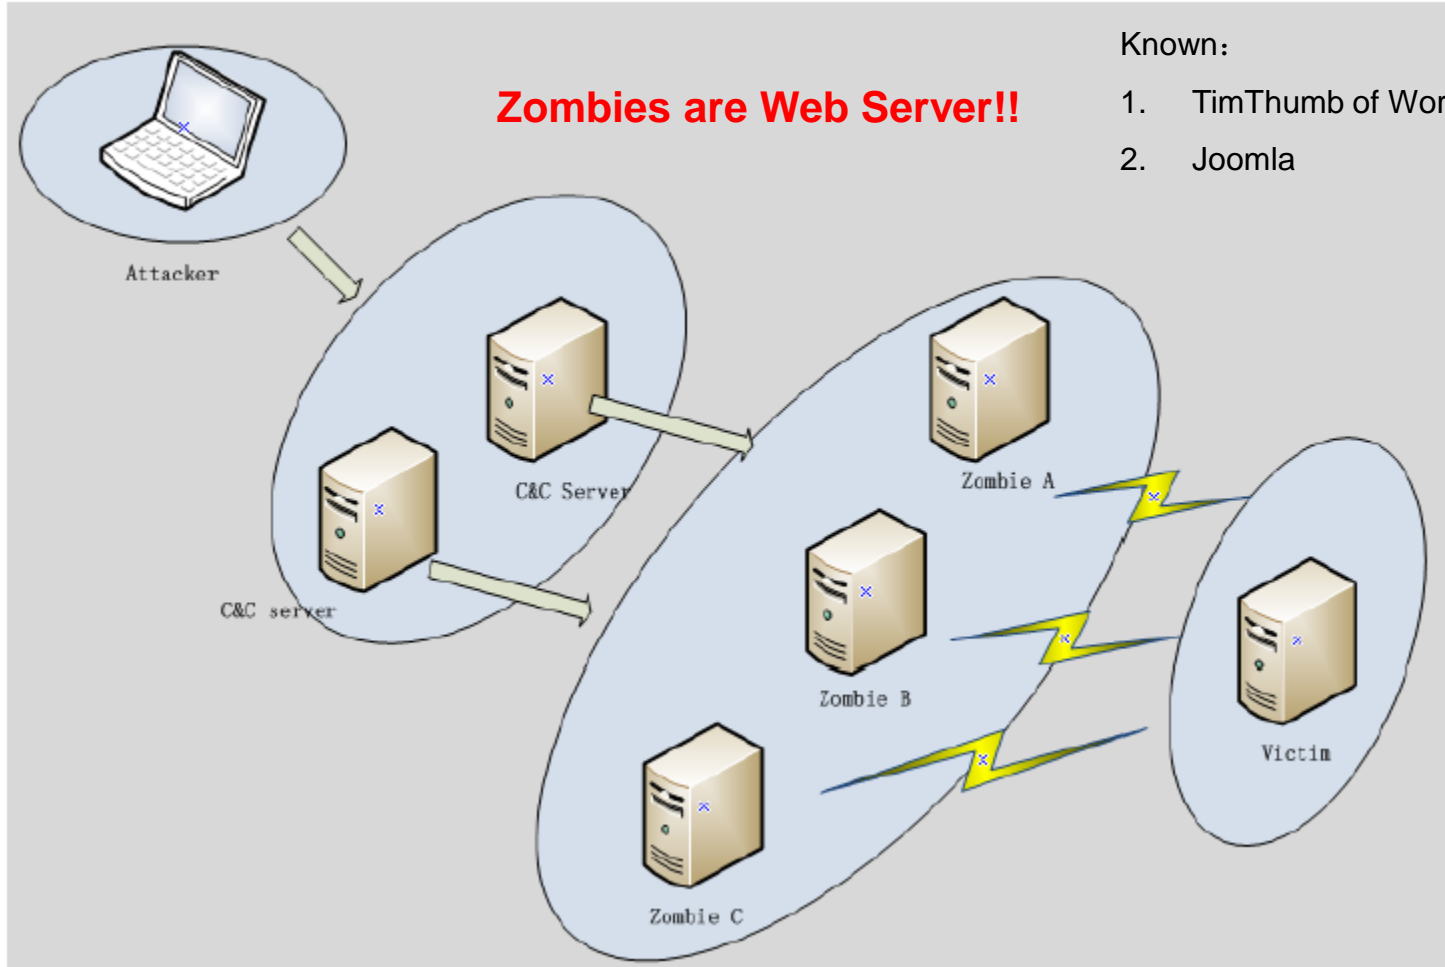 Known：
Zombies are Web Server!!
1. TimThumb of Wor
2. Joomla
Attacker
C&C Server
C&C server
Zombie A
Zombie B
Zombie C
Victim